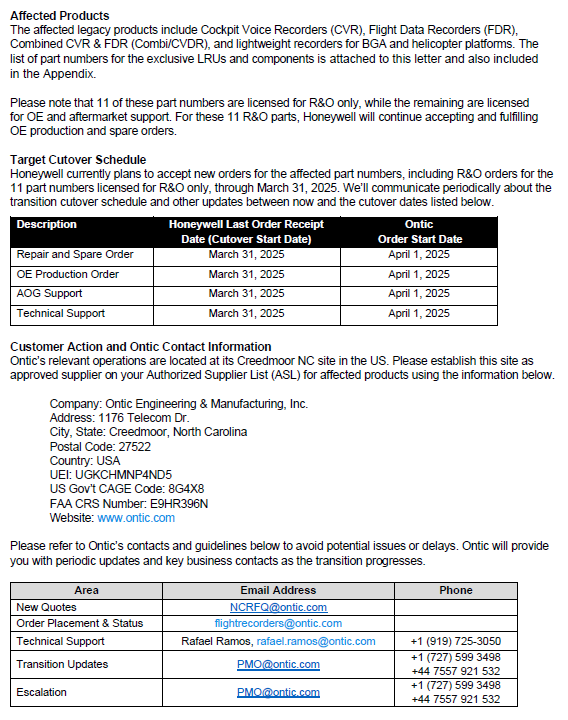 Affected Products
The affected legacy products include Cockpit Voice Recorders (CVR), Flight Data Recorders (FDR),
Combined CVR & FDR (Combi/CVDR), and lightweight recorders for BGA and helicopter platforms. The
list of part numbers for the exclusive LRUs and components is attached to this letter and also included
in the Appendix.
Please note that 11 of these part numbers are licensed for R&O only, while the remaining are licensed
for OE and aftermarket support. For these 11 R&O parts, Honeywell will continue accepting and fulfilling
OE production and spare orders.
Target Cutover Schedule
Honeywell currently plans to accept new orders for the affected part numbers, including R&O orders for the
11 part numbers licensed for R&O only, through March 31, 2025. We'll communicate periodically about the
transition cutover schedule and other updates between now and the cutover dates listed below.
Description Honeywell Last Order Receipt Date (Cutover Start Date) Ontic Order Start Date
Repair and Spare Order March 31, 2025 April 1, 2025
OE Production Order March 31, 2025 April 1, 2025
AOG Support March 31, 2025 April 1, 2025
Technical Support March 31, 2025 April 1, 2025
Customer Action and Ontic Contact Information
Ontic's relevant operations are located at its Creedmoor NC site in the US. Please establish this site as
approved supplier on your Authorized Supplier List (ASL) for affected products using the information below.
Company: Ontic Engineering & Manufacturing, Inc.
Address: 1176 Telecom Dr.
City, State: Creedmoor, North Carolina
Postal Code: 27522
Country: USA
UEI: UGKCHMNP4ND5
US Gov't CAGE Code: 8G4X8
FAA CRS Number: E9HR396N
Website: www.ontic.com
Please refer to Ontic's contacts and guidelines below to avoid potential issues or delays. Ontic will provide
you with periodic updates and key business contacts as the transition progresses.
Area Email Address Phone
New Quotes NCRFQ@ontic.com
Order Placement & Status flightrecorders@ontic.com
Technical Support Rafael Ramos, rafael.ramos@ontic.com +1 (919) 725-3050
Transition Updates PMO@ontic.com +1 (727) 599 3498
+44 7557 921 532
Escalation PMO@ontic.com +1 (727) 599 3498
+44 7557 921 532